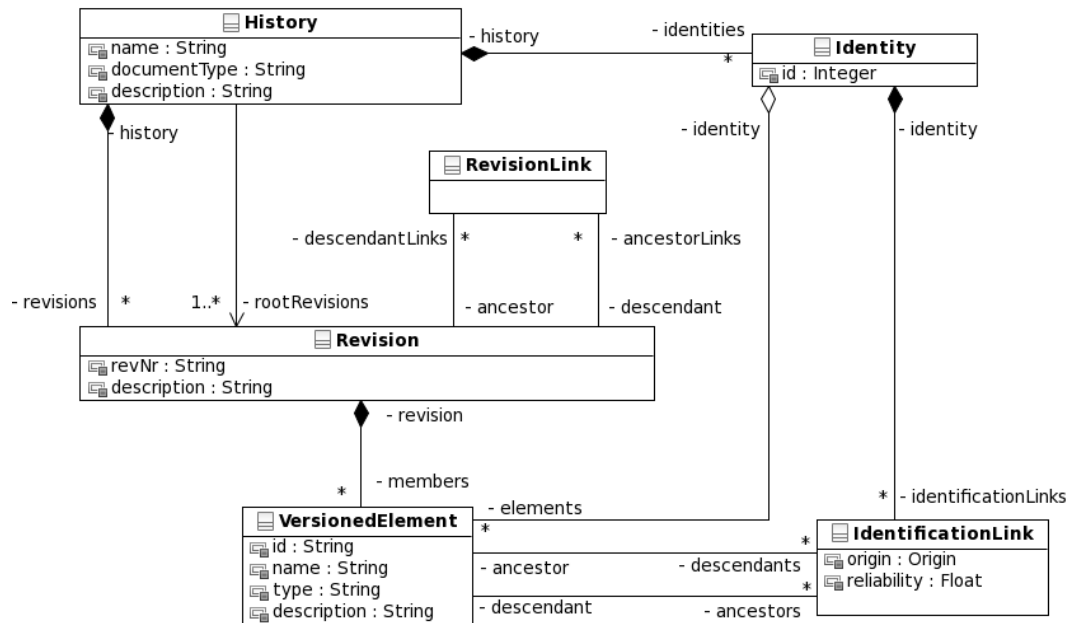 History
name : String
documentType : String
description : String
- history
- identities
*
Identity
id : Integer
- history
- identity
- identity
RevisionLink
- descendantLinks
*
*
- ancestorLinks
- revisions
*
1..*
- rootRevisions
- ancestor
- descendant
Revision
revNr : String
description : String
- revision
- members
*
- elements
*
*
- identificationLinks
VersionedElement
id : String
name : String
type : String
description : String
IdentificationLink
origin : Origin
reliability : Float
- ancestor
- descendants
*
- descendant
- ancestors
*